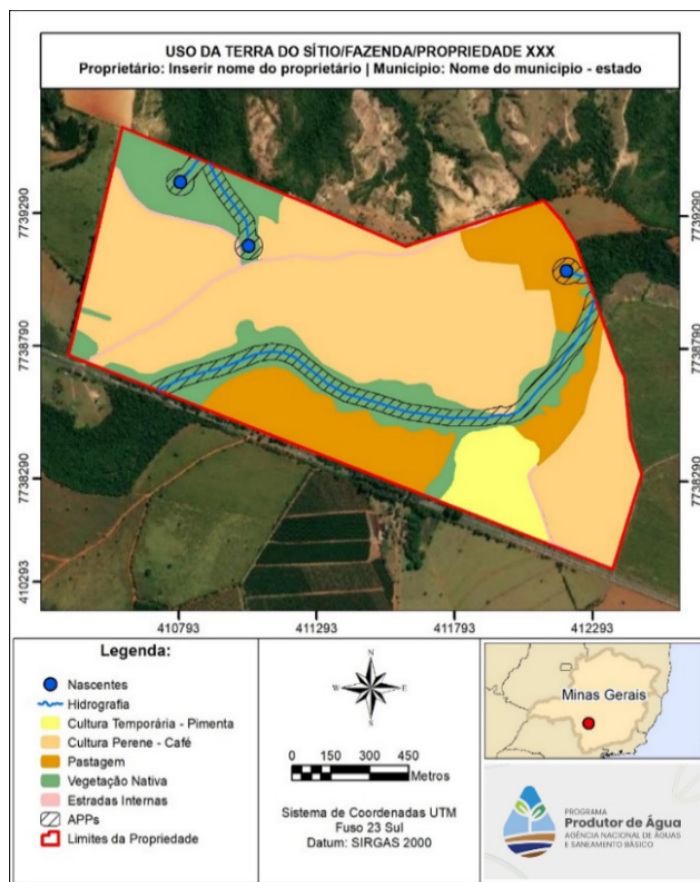 USO DA TERRA DO SÍTIO/FAZENDA/PROPRIEDADE XXX
Proprietário: Inserir nome do proprietário | Município: Nome do município - estado
7739290
7739290
7738790
7738790
7738290
7738290
410293
410793
411293
411793
412293
Legenda:
Nascentes
Hidrografia
Cultura Temporária - Pimenta
Cultura Perene - Café
Pastagem
Vegetação Nativa
Estradas Internas
APPs
Limites da Propriedade
N
W
E
S
0 150 300 450
Metros
Sistema de Coordenadas UTM
Fuso 23 Sul
Datum: SIRGAS 2000
Minas Gerais
PROGRAMA
Produtor de Água
AGÊNCIA NACIONAL DE ÁGUAS
E SANEAMENTO BÁSICO